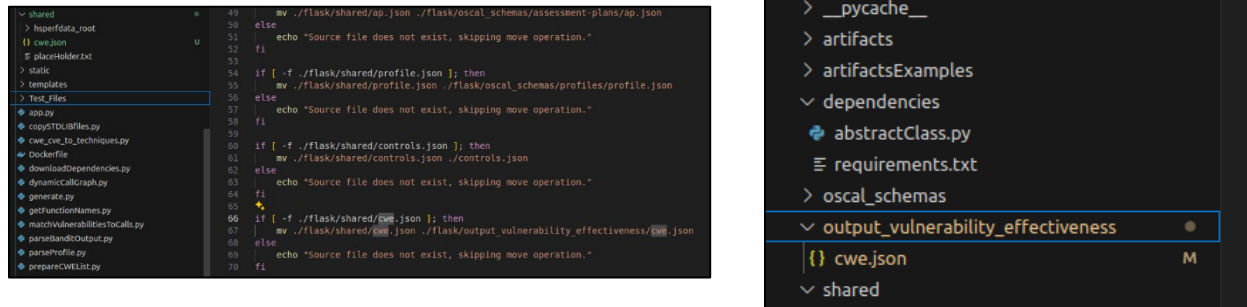 shared
hsperfdata_root
{} cwe.json U
placeHolder.txt
static
templates
Test_Files
app.py
copySTDLIBfiles.py
cwe_cve_to_techniques.py
Dockerfile
downloadDependencies.py
dynamicCallGraph.py
generate.py
getFunctionNames.py
matchVulnerabilitiesToCalls.py
parseBanditOutput.py
parseProfile.py
prepareCWEList.py
49 mv ./flask/shared/ap.json ./flask/oscal_schemas/assessment-plans/ap.json
50 else
51 echo "Source file does not exist, skipping move operation."
52 fi
53
54 if [ -f ./flask/shared/profile.json ]; then
55 mv ./flask/shared/profile.json ./flask/oscal_schemas/profiles/profile.json
56 else
57 echo "Source file does not exist, skipping move operation."
58 fi
59
60 if [ -f ./flask/shared/controls.json ]; then
61 mv ./flask/shared/controls.json ./controls.json
62 else
63 echo "Source file does not exist, skipping move operation."
64 fi
65
66 if [ -f ./flask/shared/cwe.json ]; then
67 mv ./flask/shared/cwe.json ./flask/output_vulnerability_effectiveness/cwe.json
68 else
69 echo "Source file does not exist, skipping move operation."
70 fi
__pycache__
artifacts
artifactsExamples
dependencies
abstractClass.py
requirements.txt
oscal_schemas
output_vulnerability_effectiveness
{} cwe.json M
shared